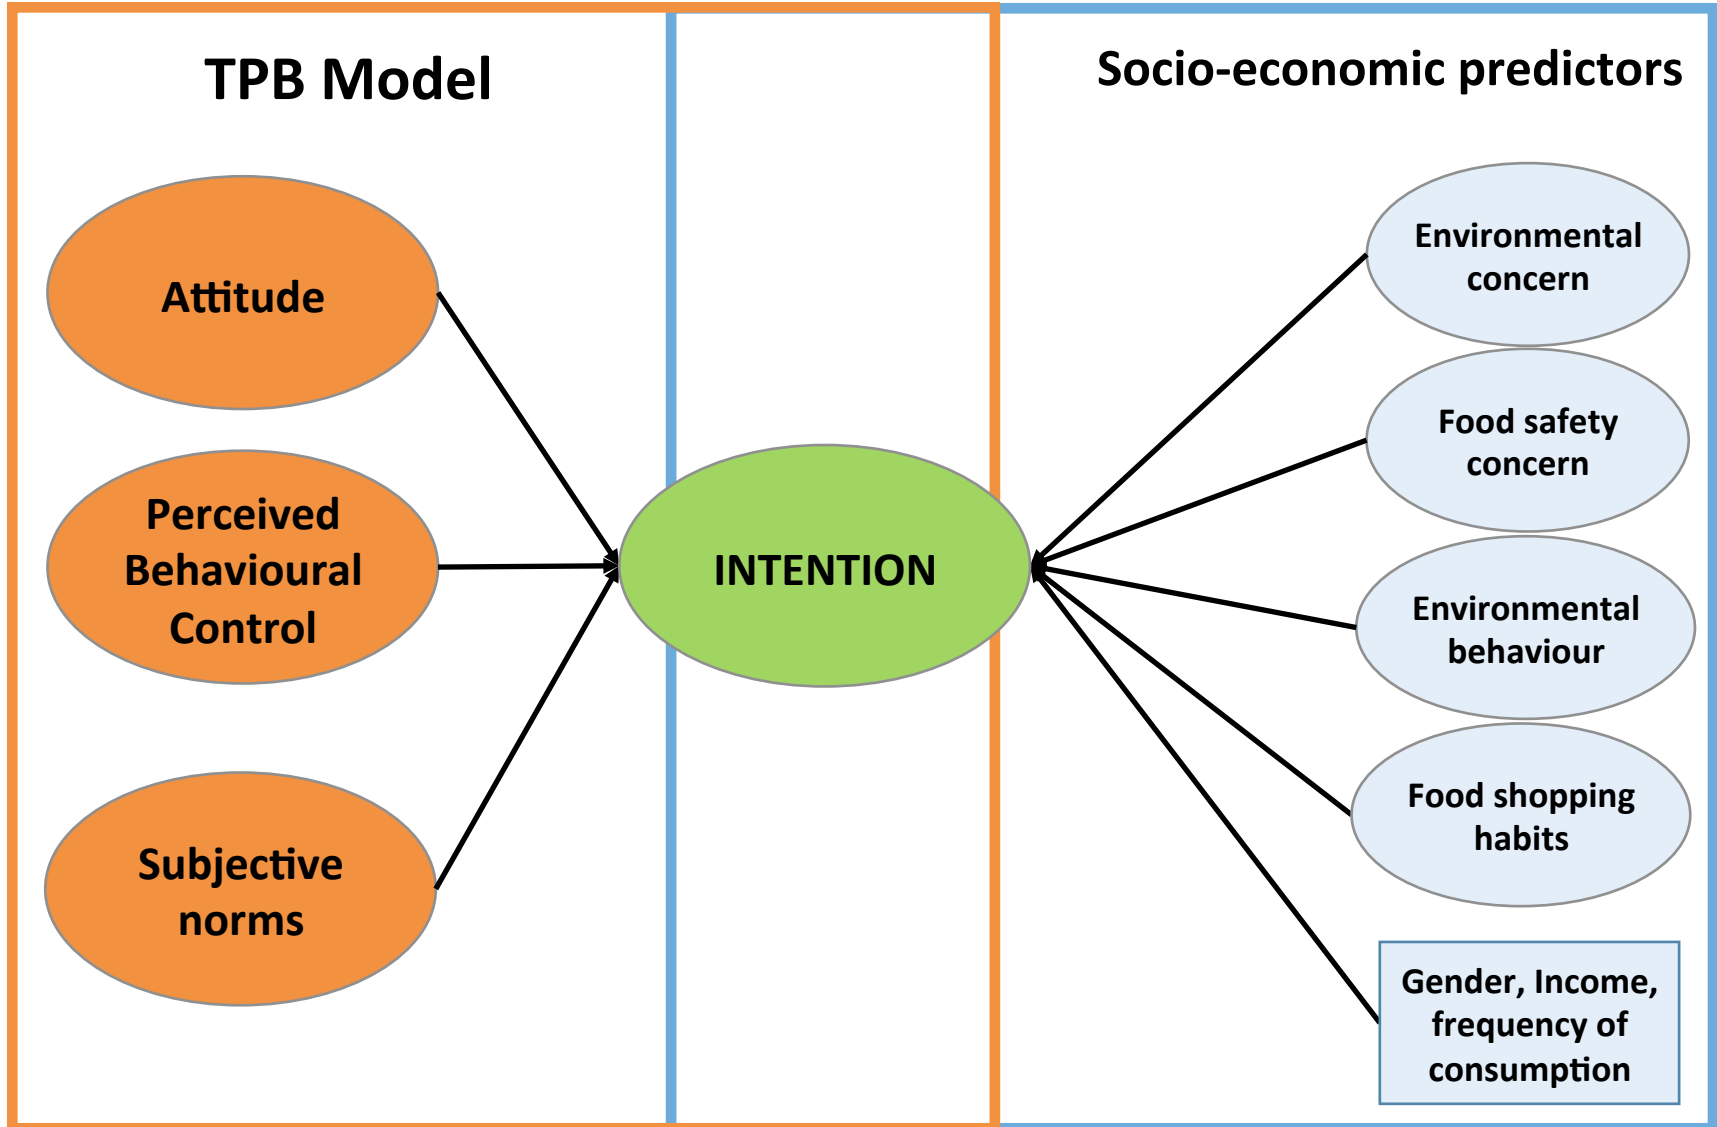 TPB Model
Socio-economic predictors
Attitude
Perceived
Behavioural
Control
Subjective
norms
INTENTION
Environmental
concern
Food safety
concern
Environmental
behaviour
Food shopping
habits
Gender, Income,
frequency of
consumption